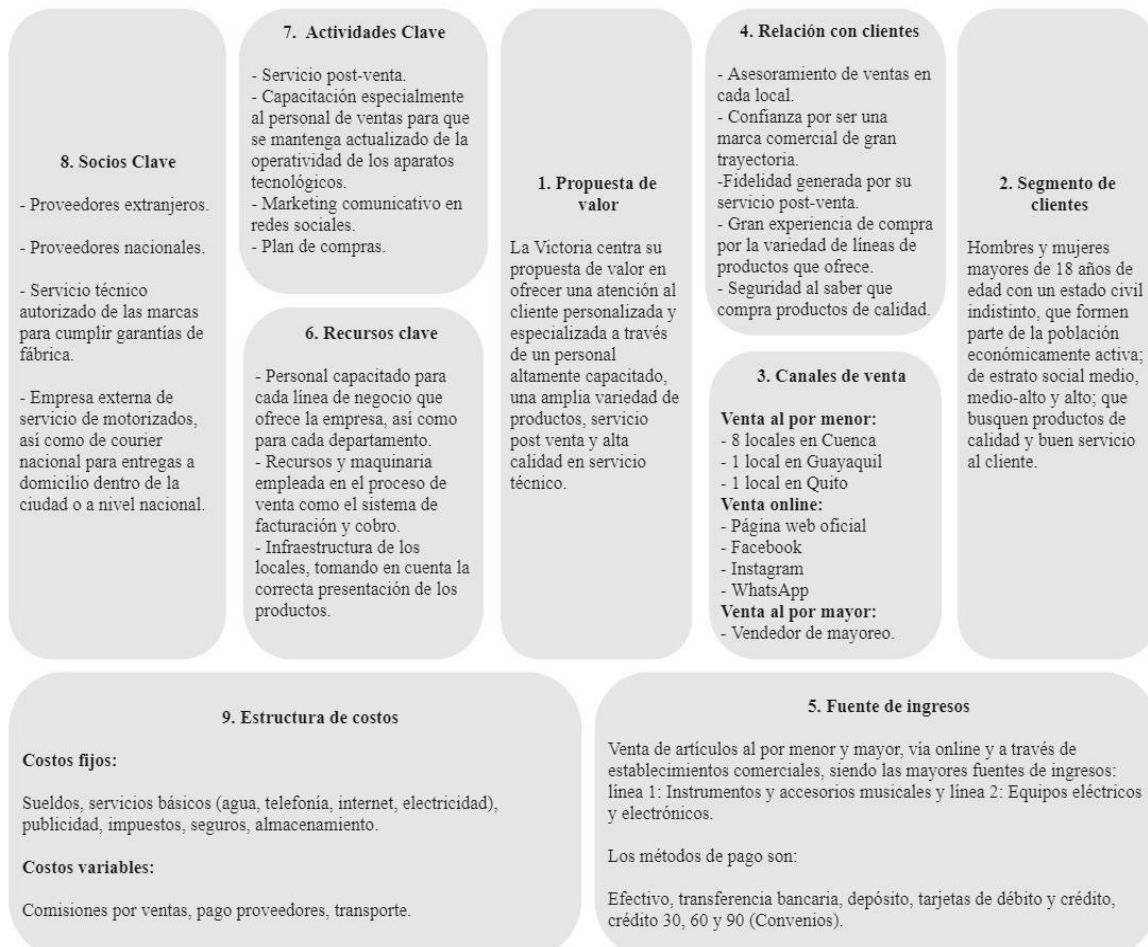 8. Socios Clave
- Proveedores extranjeros.
- Proveedores nacionales.
- Servicio técnico
autorizado de las marcas
para cumplir garantías de
fábrica.
- Empresa externa de
servicio de motorizados,
así como de courier
nacional para entregas a
domicilio dentro de la
ciudad o a nivel nacional.
7. Actividades Clave
- Servicio post-venta.
- Capacitación especialmente
al personal de ventas para que
se mantenga actualizado de la
operatividad de los aparatos
tecnológicos.
- Marketing comunicativo en
redes sociales.
- Plan de compras.
6. Recursos clave
- Personal capacitado para
cada línea de negocio que
ofrece la empresa, así como
para cada departamento.
- Recursos y maquinaria
empleada en el proceso de
venta como el sistema de
facturación y cobro.
- Infraestructura de los
locales, tomando en cuenta la
correcta presentación de los
productos.
1. Propuesta de
valor
La Victoria centra su
propuesta de valor en
ofrecer una atención al
cliente personalizada y
especializada a través
de un personal
altamente capacitado,
una amplia variedad de
productos, servicio
post venta y alta
calidad en servicio
técnico.
4. Relación con clientes
- Asesoramiento de ventas en
cada local.
- Confianza por ser una
marca comercial de gran
trayectoria.
-Fidelidad generada por su
servicio post-venta.
- Gran experiencia de compra
por la variedad de líneas de
productos que ofrece.
- Seguridad al saber que
compra productos de calidad.
3. Canales de venta
Venta al por menor:
- 8 locales en Cuenca
- 1 local en Guayaquil
- 1 local en Quito
Venta online:
- Página web oficial
- Facebook
- Instagram
- WhatsApp
Venta al por mayor:
- Vendedor de mayoreo.
2. Segmento de
clientes
Hombres y mujeres
mayores de 18 años de
edad con un estado civil
indistinto, que formen
parte de la población
económicamente activa;
de estrato social medio,
medio-alto y alto; que
busquen productos de
calidad y buen servicio
al cliente.
9. Estructura de costos
Costos fijos:
Sueldos, servicios básicos (agua, telefonía, internet, electricidad),
publicidad, impuestos, seguros, almacenamiento.
Costos variables:
Comisiones por ventas, pago proveedores, transporte.
5. Fuente de ingresos
Venta de artículos al por menor y mayor, vía online y a través de
establecimientos comerciales, siendo las mayores fuentes de ingresos:
línea 1: Instrumentos y accesorios musicales y línea 2: Equipos eléctricos
y electrónicos.
Los métodos de pago son:
Efectivo, transferencia bancaria, depósito, tarjetas de débito y crédito,
crédito 30, 60 y 90 (Convenios).